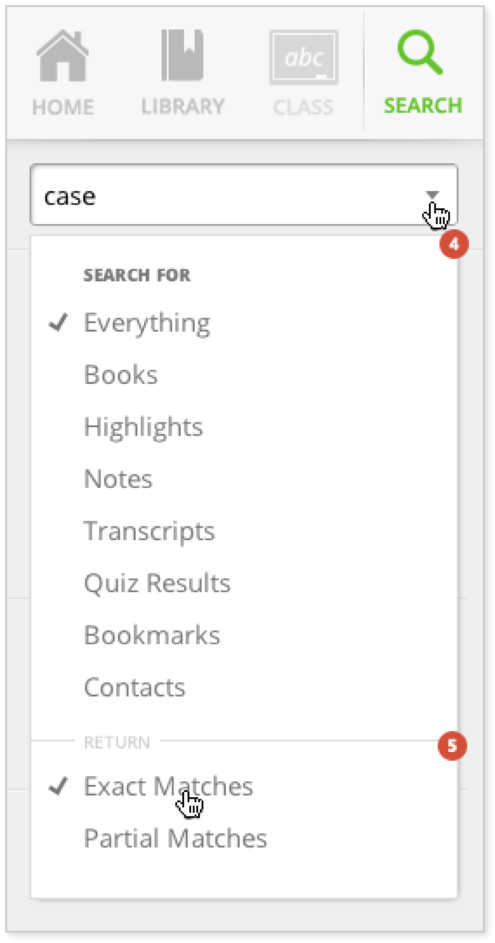 abc
HOME LIBRARY CLASS SEARCH
case
4
SEARCH FOR
Everything
Books
Highlights
Notes
Transcripts
Quiz Results
Bookmarks
Contacts
RETURN
5
Exact Matches
Partial Matches